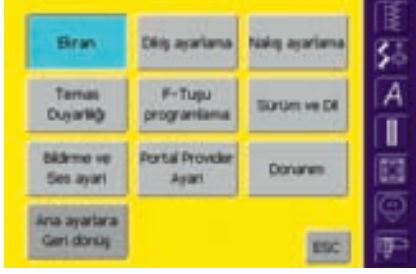 Ekran
Dikiş ayarlama
Nakış ayarlama
Temas
Duyarlığı
F-Tuşu
programlama
Sürüm ve Dil
Bildirme ve
Ses ayarı
Portal Provider
Ayarı
Donanım
Ana ayarlara
Geri dönüş
ESC
A